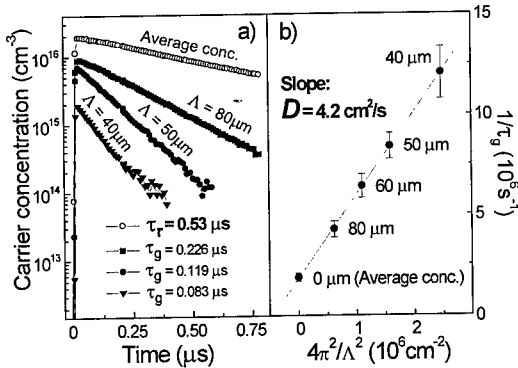 a)
Carrier concentration (cm⁻³)
10¹⁶
10¹⁵
10¹⁴
10¹³
Average conc.
Λ = 80μm
Λ = 50μm
Λ = 40μm
τr = 0.53 μs
τg = 0.226 μs
τg = 0.119 μs
τg = 0.083 μs
0 0.25 0.50 0.75
Time (μs)
b)
Slope:
D = 4.2 cm²/s
40 μm
50 μm
60 μm
80 μm
0 μm (Average conc.)
15
10
5
0
1/τg (10⁶s⁻¹)
0 1 2
4π²/Λ² (10⁶cm⁻²)